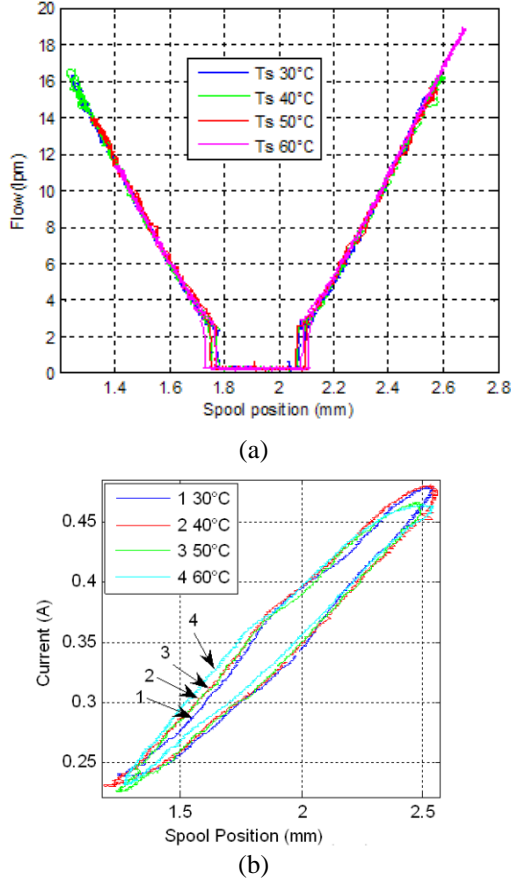 20
18
16
14
12
10
8
6
4
2
0
Flow(lpm)
Ts 30°C
Ts 40°C
Ts 50°C
Ts 60°C
1.4 1.6 1.8 2 2.2 2.4 2.6 2.8
Spool position (mm)
(a)
1 30°C
2 40°C
3 50°C
4 60°C
0.45
0.4
0.35
0.3
0.25
Current (A)
4
3
2
1
1.5 2 2.5
Spool Position (mm)
(b)